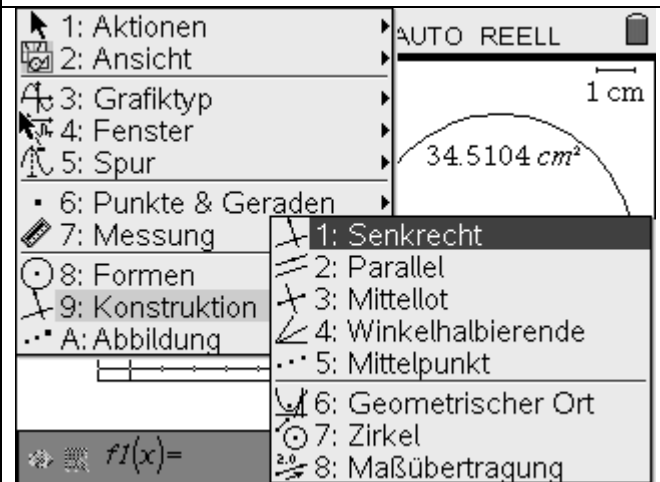 1: Aktionen
2: Ansicht
3: Grafiktyp
4: Fenster
5: Spur
6: Punkte & Geraden
7: Messung
8: Formen
9: Konstruktion
A: Abbildung
AUTO REELL
1 cm
34.5104 cm²
1: Senkrecht
2: Parallel
3: Mittellot
4: Winkelhalbierende
5: Mittelpunkt
6: Geometrischer Ort
7: Zirkel
2.0 8: Maßübertragung
f1(x)=